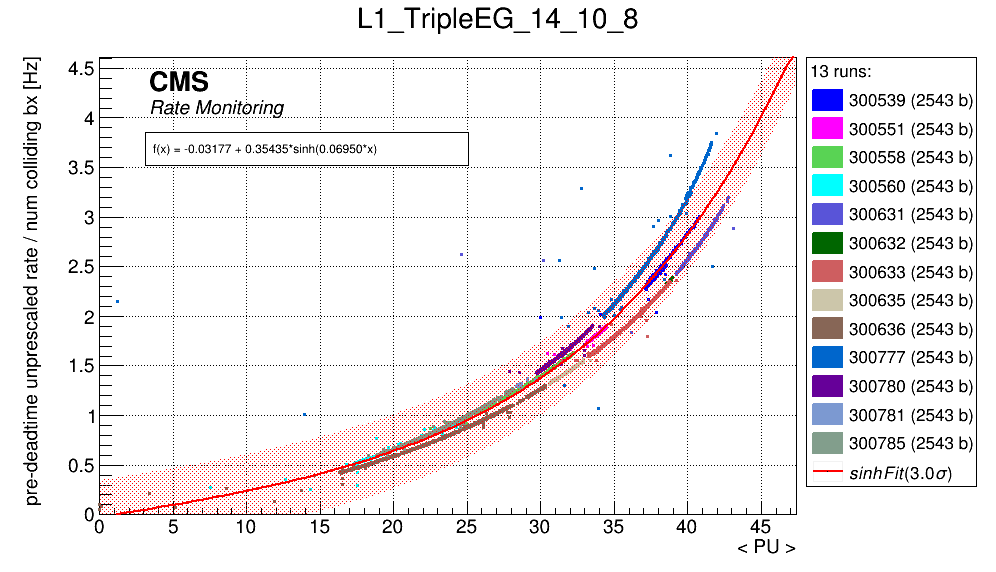 L1_TripleEG_14_10_8
pre-deadtime unprescaled rate / num colliding bx [Hz]
4.5
4
3.5
3
2.5
2
1.5
1
0.5
0
CMS
Rate Monitoring
f(x) = -0.03177 + 0.35435*sinh(0.06950*x)
0 5 10 15 20 25 30 35 40 45
< PU >
13 runs:
300539 (2543 b)
300551 (2543 b)
300558 (2543 b)
300560 (2543 b)
300631 (2543 b)
300632 (2543 b)
300633 (2543 b)
300635 (2543 b)
300636 (2543 b)
300777 (2543 b)
300780 (2543 b)
300781 (2543 b)
300785 (2543 b)
sinhFit(3.0σ)